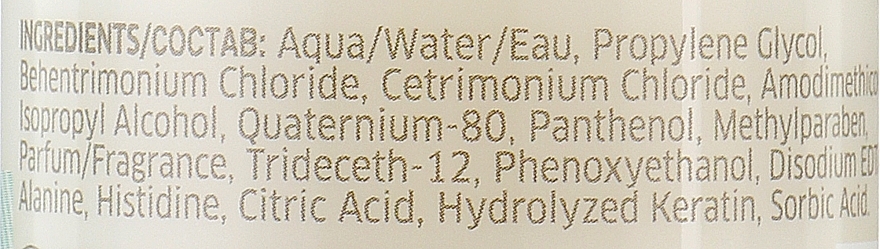 INGREDIENTS/СОСТАВ: Aqua/Water/Eau, Propylene Glycol,
Behentrimonium Chloride, Cetrimonium Chloride, Amodimethico
Isopropyl Alcohol, Quaternium-80, Panthenol, Methylparaben,
Parfum/Fragrance, Trideceth-12, Phenoxyethanol, Disodium EDT
Alanine, Histidine, Citric Acid, Hydrolyzed Keratin, Sorbic Acid.